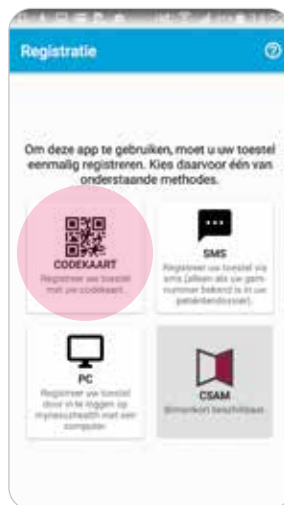 Registratie
Om deze app te gebruiken, moet u uw toestel
eenmalig registreren. Kies daarvoor één van
onderstaande methodes.
CODEKAART
Registreer uw toestel
met uw codekaart.
SMS
Registreer uw toestel via
sms (alleen als uw gsm-
nummer bekend is in uw
patiëntendossier).
PC
Registreer uw toestel
door in te loggen op
mynexuzhealth met een
computer.
CSAM
Binnenkort beschikbaar.